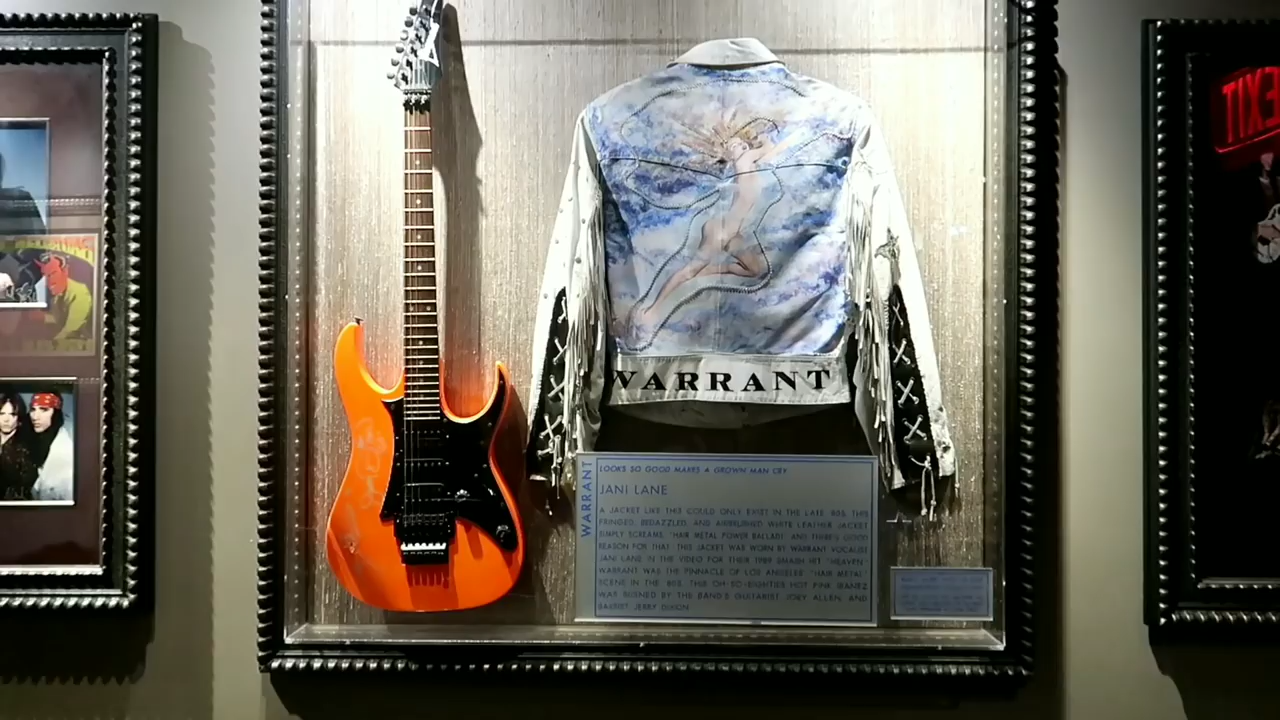 WARRANT
WARRANT
LOOKS SO GOOD MAKES A GROWN MAN CRY
JANI LANE
A JACKET LIKE THIS COULD ONLY EXIST IN THE LATE '80S. THIS
FRINGED, BEDAZZLED, AND AIRBRUSHED WHITE LEATHER JACKET
SIMPLY SCREAMS, "HAIR METAL POWER BALLAD", AND THERE'S GOOD
REASON FOR THAT. THIS JACKET WAS WORN BY WARRANT VOCALIST
JANI LANE IN THE VIDEO FOR THEIR 1989 SMASH HIT "HEAVEN".
WARRANT WAS THE PINNACLE OF LOS ANGELES' "HAIR METAL"
SCENE IN THE '80S. THIS OH-SO-EIGHTIES HOT PINK IBANEZ
WAS SIGNED BY THE BAND'S GUITARIST, JOEY ALLEN, AND
BASSIST, JERRY DIXON.
EXIT